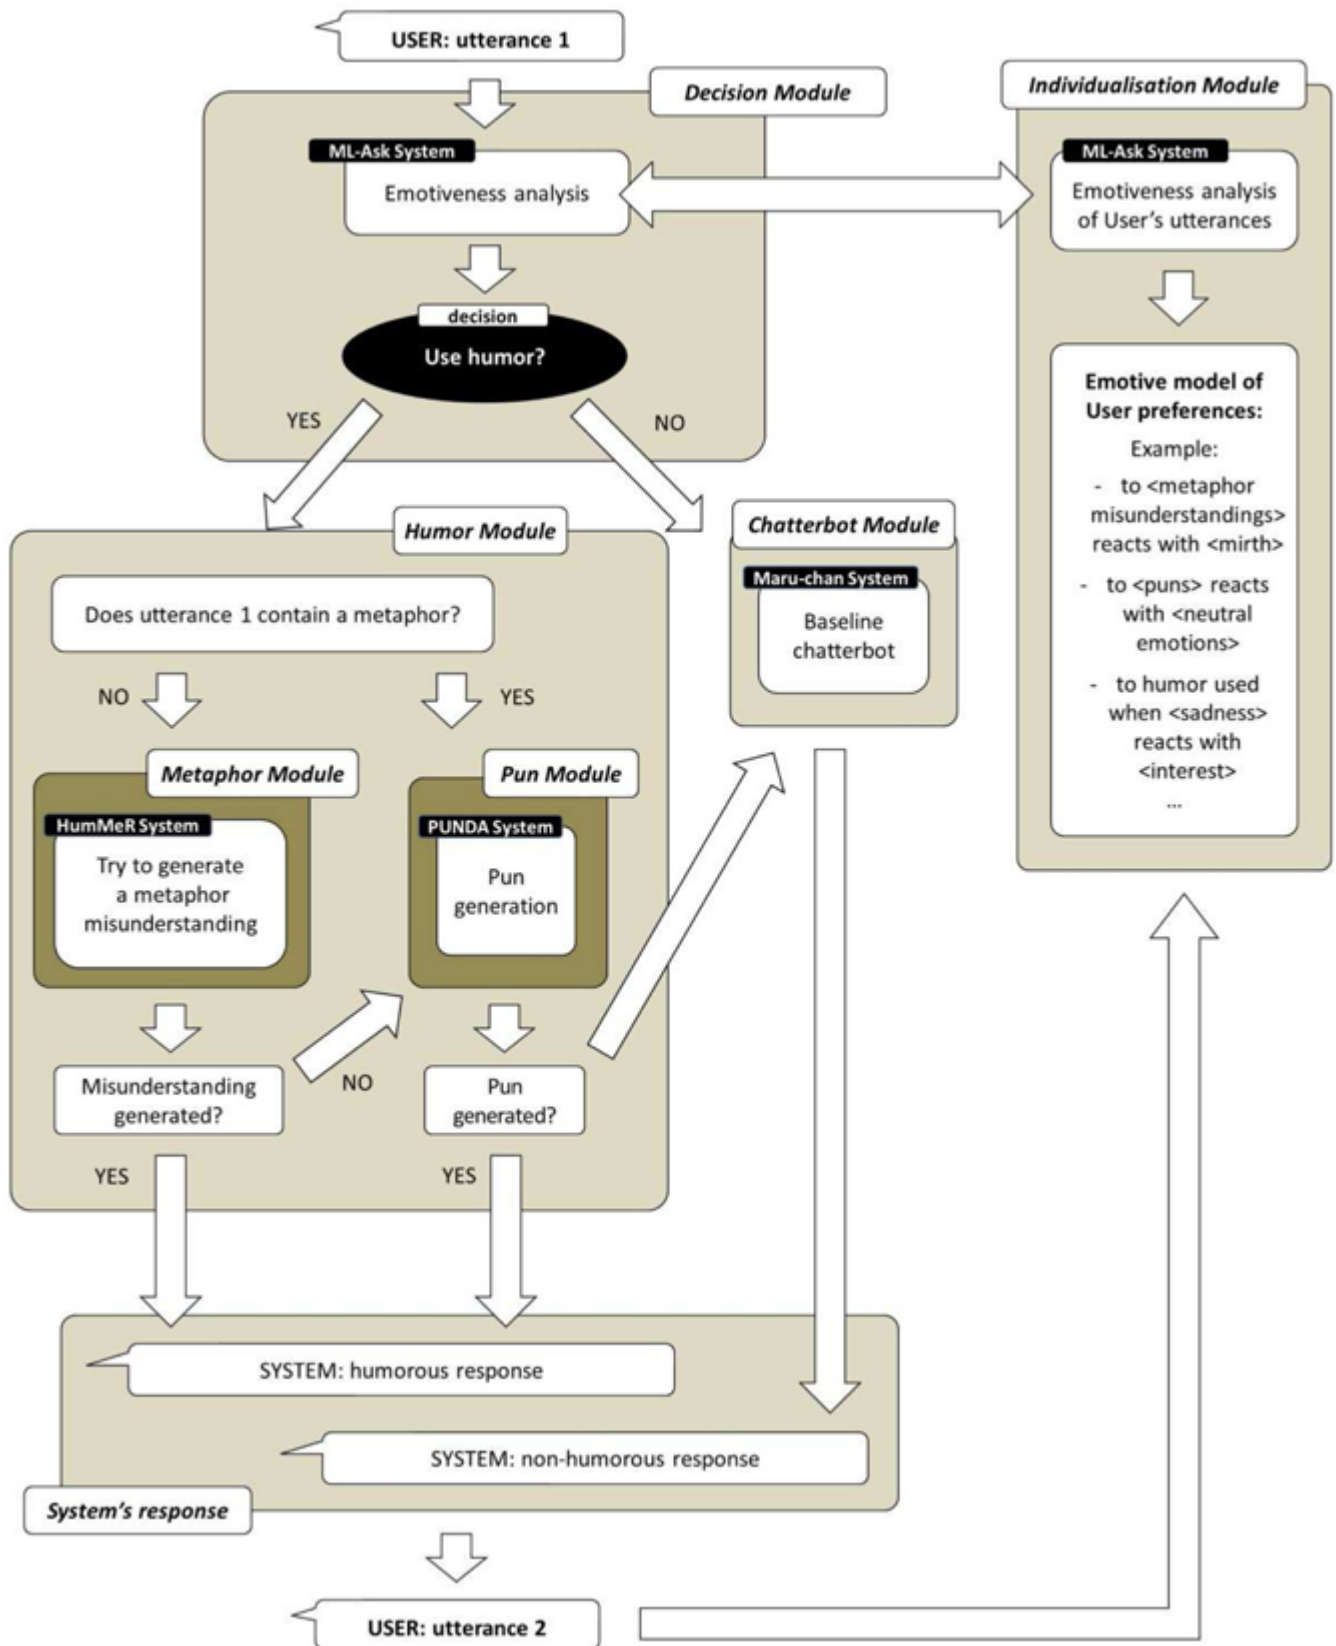 USER: utterance 1
Decision Module
ML-Ask System
Emotiveness analysis
decision
Use humor?
YES
NO
Individualisation Module
ML-Ask System
Emotiveness analysis
of User's utterances
Emotive model of
User preferences:
Example:
- to <metaphor
misunderstandings>
reacts with <mirth>
- to <puns> reacts
with <neutral
emotions>
- to humor used
when <sadness>
reacts with
<interest>
...
Humor Module
Does utterance 1 contain a metaphor?
NO
YES
Chatterbot Module
Maru-chan System
Baseline
chatterbot
Metaphor Module
HumMeR System
Try to generate
a metaphor
misunderstanding
Pun Module
PUNDA System
Pun
generation
Misunderstanding
generated?
NO
Pun
generated?
YES
YES
SYSTEM: humorous response
SYSTEM: non-humorous response
System's response
USER: utterance 2